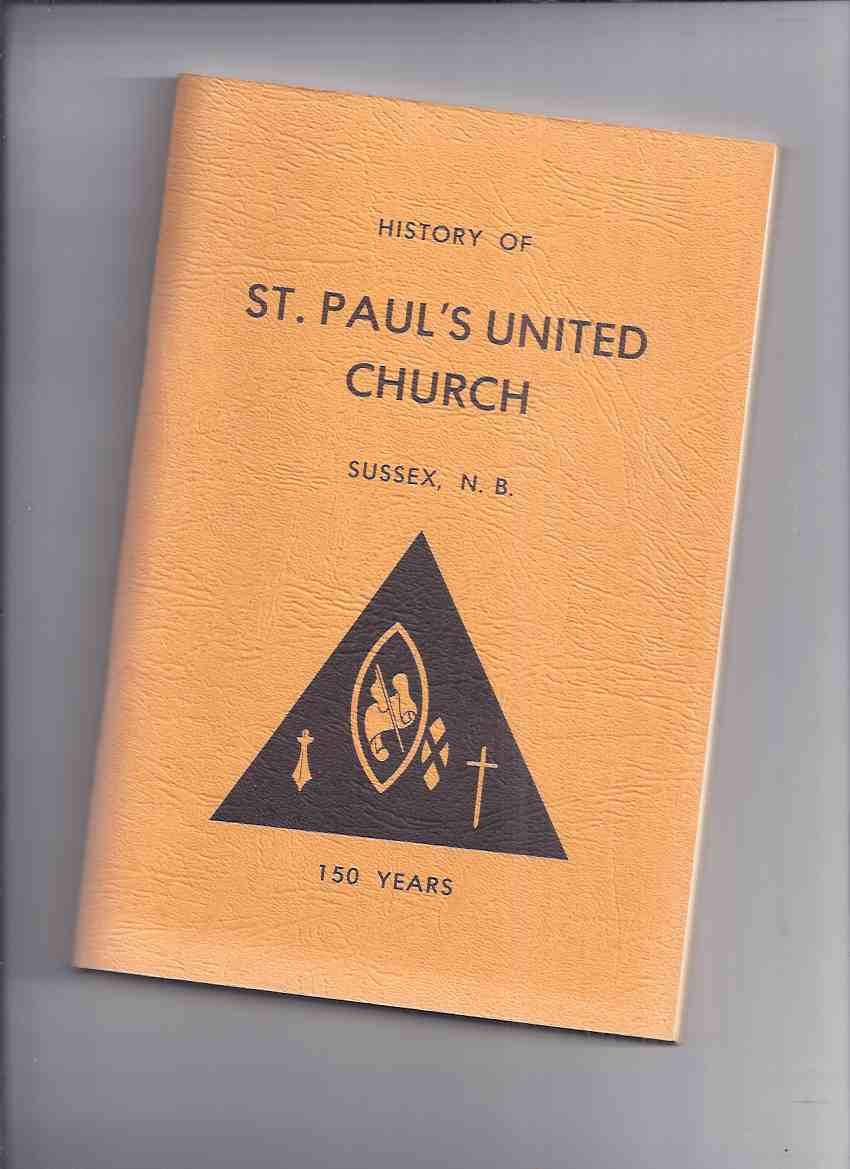 HISTORY OF
ST. PAUL'S UNITED
CHURCH
SUSSEX, N. B.
150 YEARS